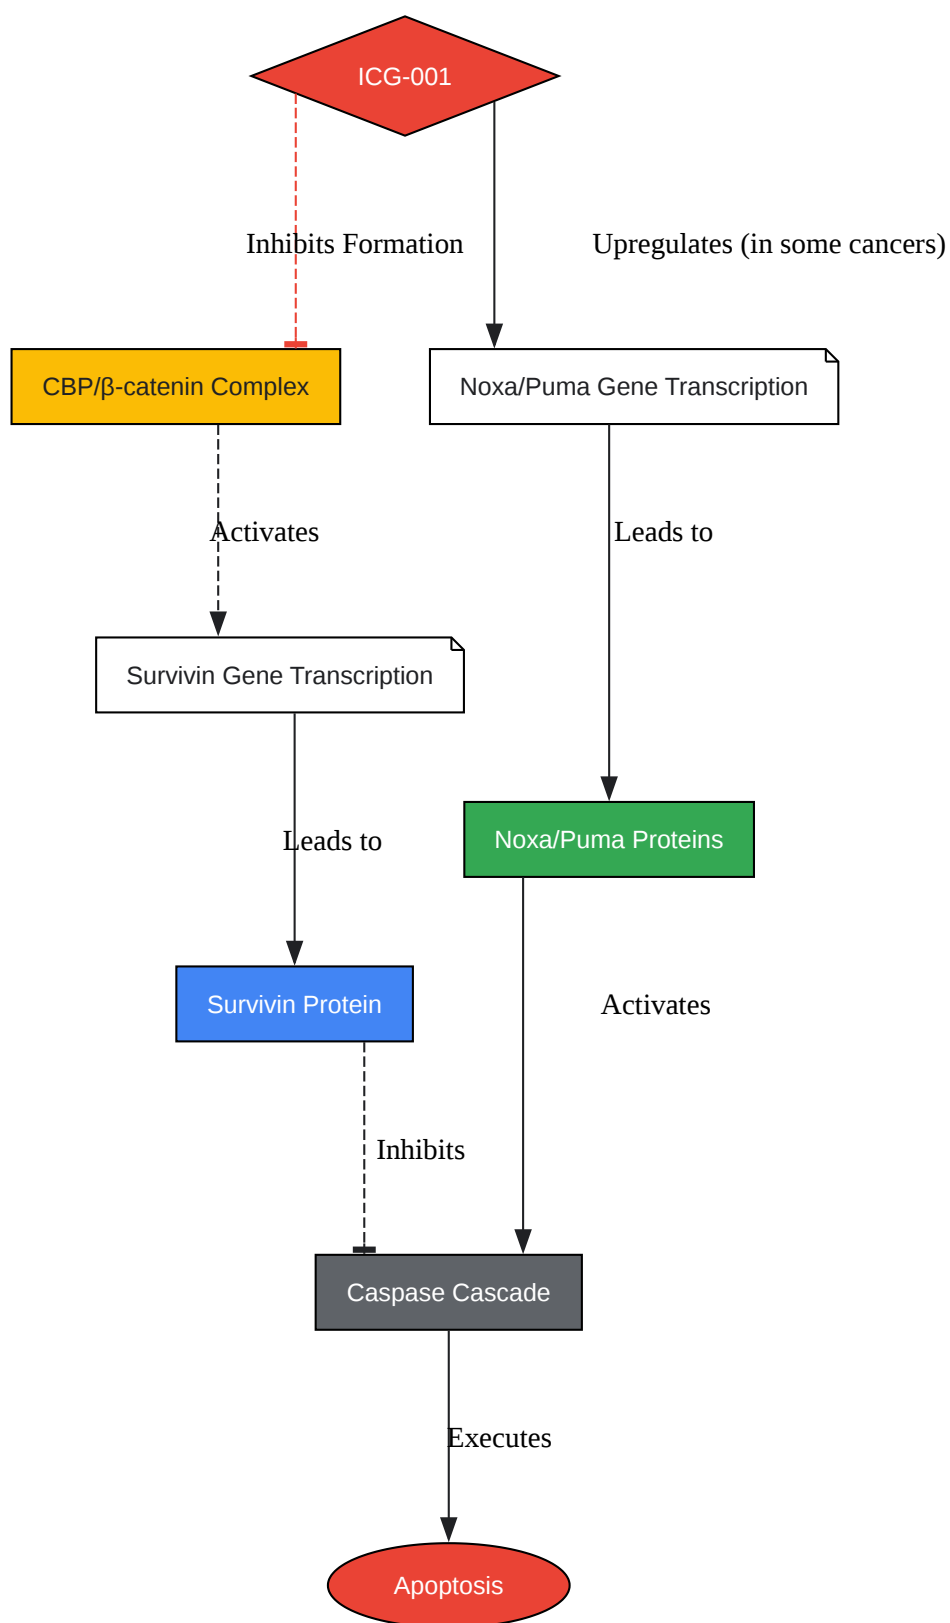 ICG-001
Inhibits Formation
Upregulates (in some cancers)
CBP/β-catenin Complex
Noxa/Puma Gene Transcription
Activates
Leads to
Survivin Gene Transcription
Leads to
Noxa/Puma Proteins
Survivin Protein
Activates
Inhibits
Caspase Cascade
Executes
Apoptosis